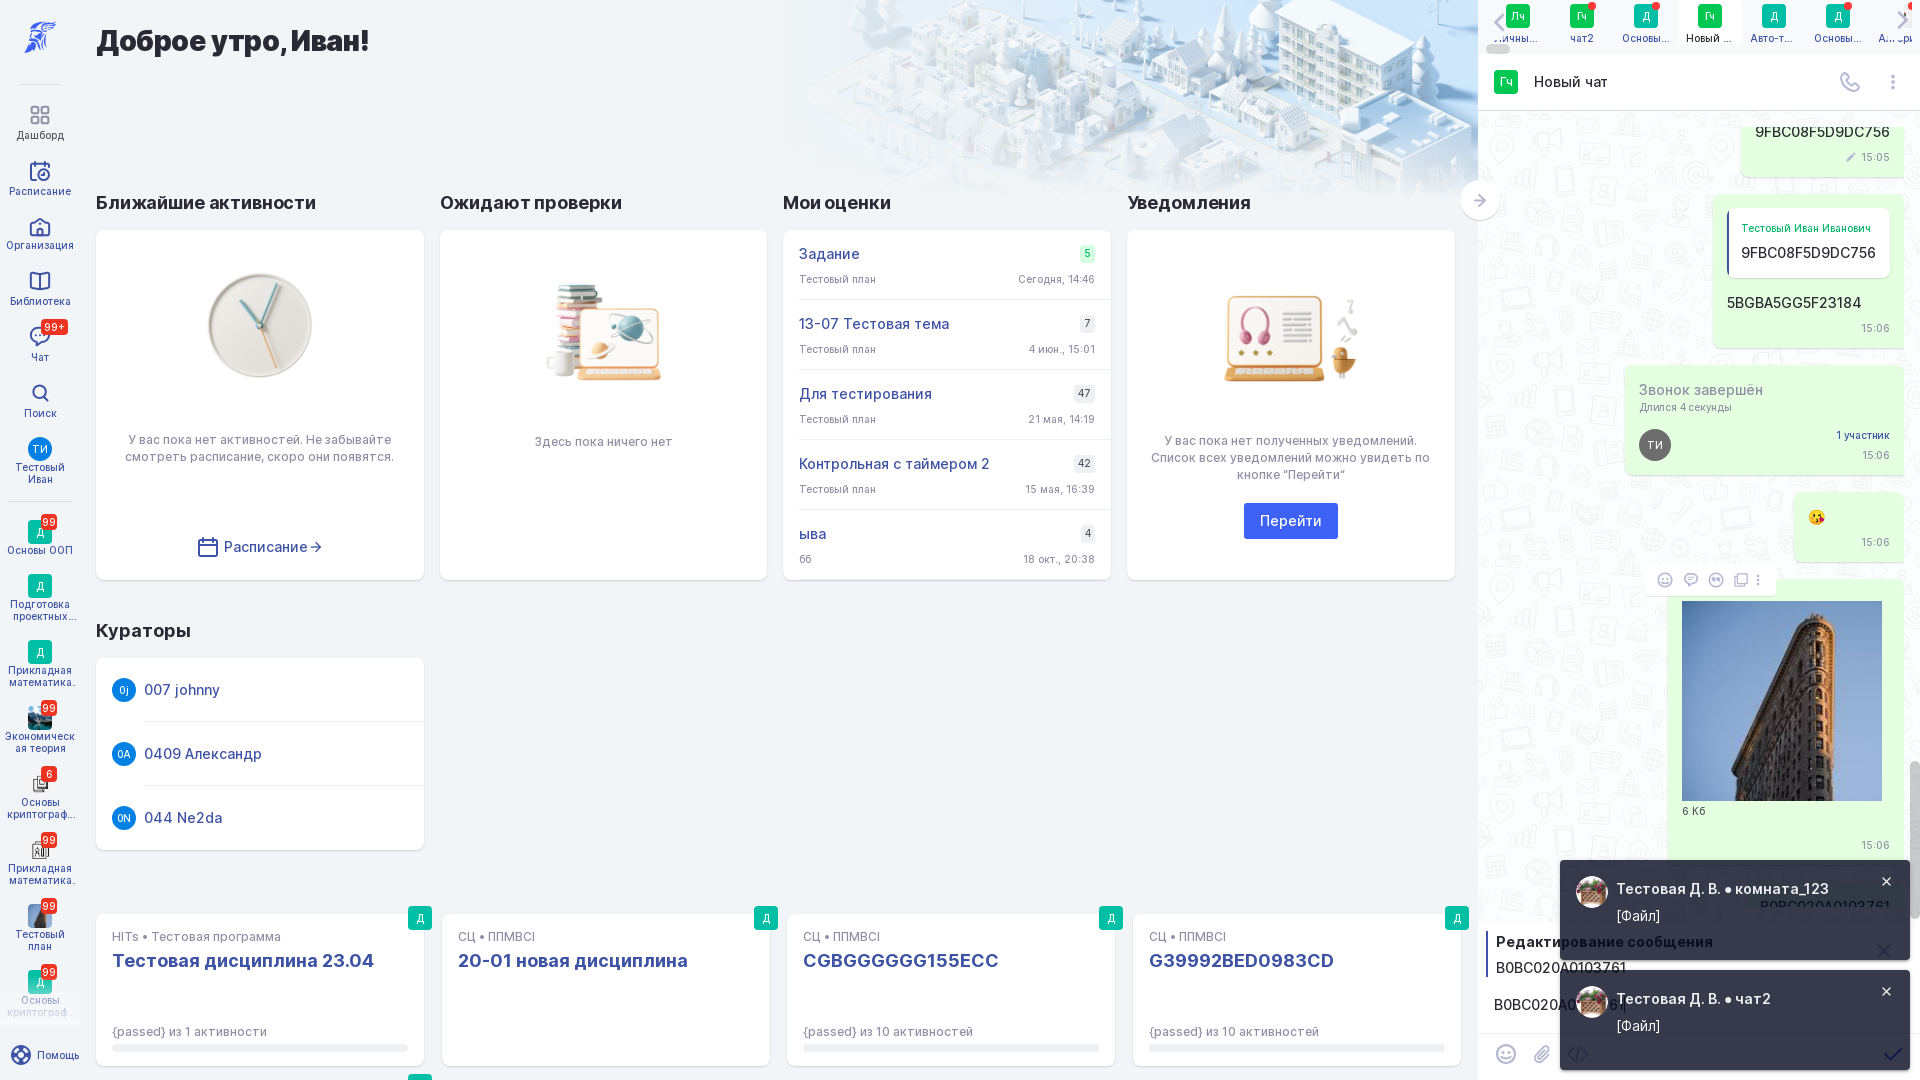 Дашборд
Расписание
Организация
Библиотека
99+
Чат
Поиск
ТИ
Тестовый
Иван
99
Д
Основы ООП
Д
Подготовка
проектных...
Д
Прикладная
математика.
99
Экономическ
ая теория
6
Основы
криптограф...
99
Прикладная
математика.
99
Тестовый
план
99
Д
Основы
криптограф...
Помощь
Доброе утро, Иван!
Ближайшие активности
У вас пока нет активностей. Не забывайте
смотреть расписание, скоро они появятся.
Расписание
Ожидают проверки
Здесь пока ничего нет
Мои оценки
Задание 5
Тестовый план Сегодня, 14:46
13-07 Тестовая тема 7
Тестовый план 4 июн., 15:01
Для тестирования 47
Тестовый план 21 мая, 14:19
Контрольная с таймером 2 42
Тестовый план 15 мая, 16:39
ыва 4
бб 18 окт., 20:38
Уведомления
У вас пока нет полученных уведомлений.
Список всех уведомлений можно увидеть по
кнопке “Перейти“
Перейти
Кураторы
0j 007 johnny
0А 0409 Александр
0N 044 Ne2da
Д
HITs • Тестовая программа
Тестовая дисциплина 23.04
{passed} из 1 активности
Д
СЦ • ППМВСI
20-01 новая дисциплина
Д
СЦ • ППМВСI
CGBGGGGGG155ECC
{passed} из 10 активностей
Д
СЦ • ППМВСI
G39992BED0983CD
{passed} из 10 активностей
Лч
Личны...
Гч
чат2
Д
Основы...
Гч
Новый ...
Д
Авто-т...
Д
Основы...
Гч Новый чат
9FBC08F5D9DC756
15:05
Тестовый Иван Иванович
9FBC08F5D9DC756
5BGBA5GG5F23184
15:06
Звонок завершён
Длился 4 секунды
ТИ
1 участник
15:06
15:06
6 Кб
15:06
B0BC020A0103761
Тестовая Д. В. ● комната_123
[Файл]
Редактирование сообщения
B0BC020A0103761
B0BC020A0103761
Тестовая Д. В. ● чат2
[Файл]